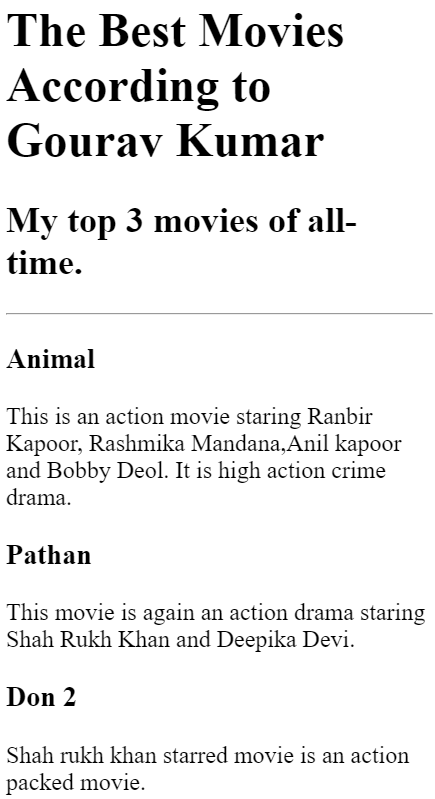 The Best Movies
According to
Gourav Kumar
My top 3 movies of all-
time.
Animal
This is an action movie staring Ranbir
Kapoor, Rashmika Mandana,Anil kapoor
and Bobby Deol. It is high action crime
drama.
Pathan
This movie is again an action drama staring
Shah Rukh Khan and Deepika Devi.
Don 2
Shah rukh khan starred movie is an action
packed movie.